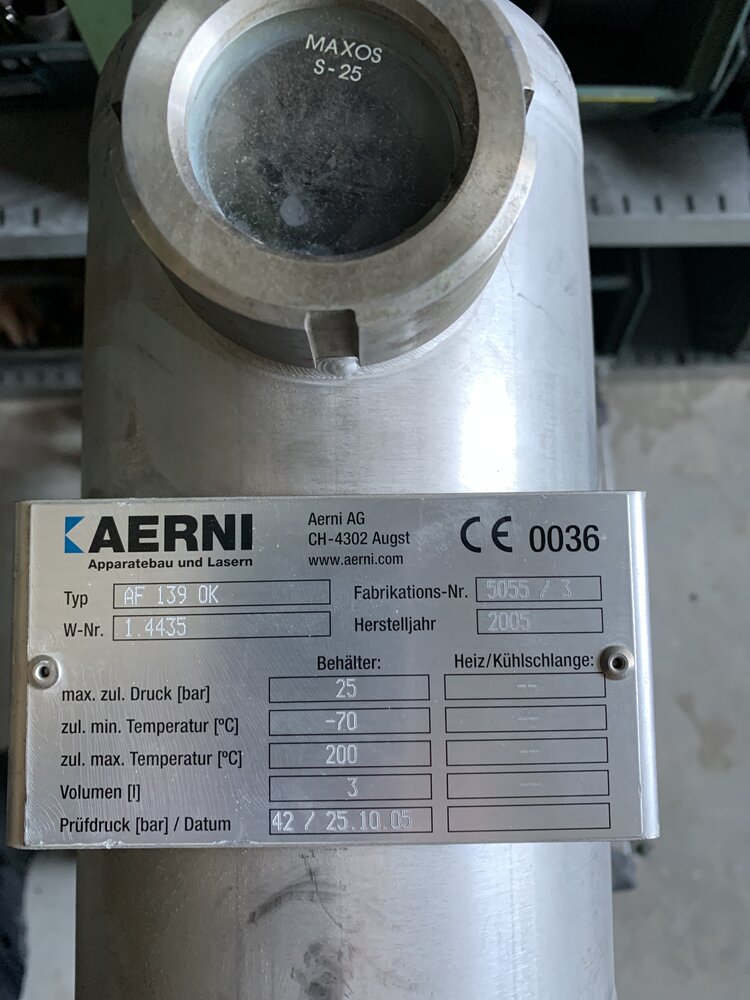 MAXOS
S-25
AERNI
Apparatebau und Lasern
Aerni AG
CH-4302 Augst
www.aerni.com
CE 0036
Typ AF 139 OK
Fabrikations-Nr. 5055 / 3
W-Nr. 1.4435
Herstelljahr 2005
Behälter: Heiz/Kühlschlange:
max. zul. Druck [bar] 25
zul. min. Temperatur [ºC] -70
zul. max. Temperatur [ºC] 200
Volumen [l] 3
Prüfdruck [bar] / Datum 42 / 25.10.05